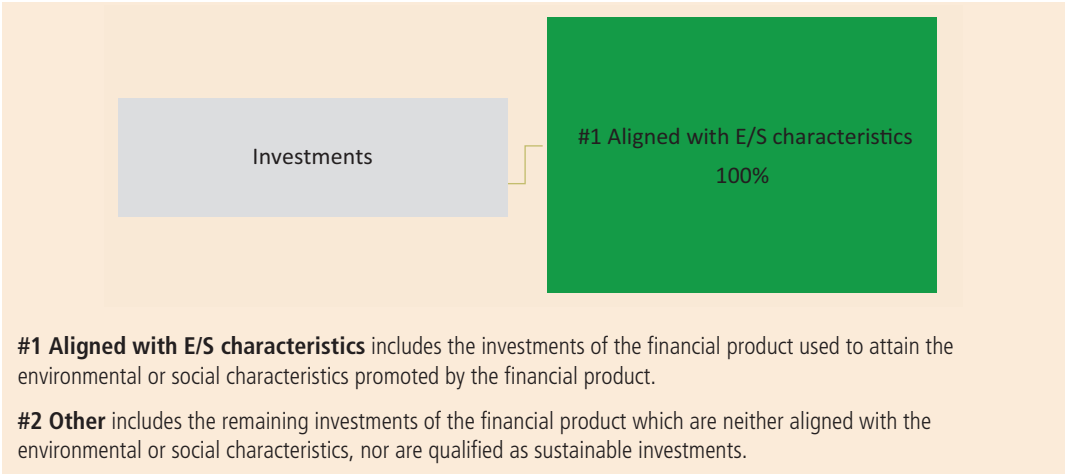 Investments
#1 Aligned with E/S characteristics
100%
#1 Aligned with E/S characteristics includes the investments of the financial product used to attain the
environmental or social characteristics promoted by the financial product.
#2 Other includes the remaining investments of the financial product which are neither aligned with the
environmental or social characteristics, nor are qualified as sustainable investments.